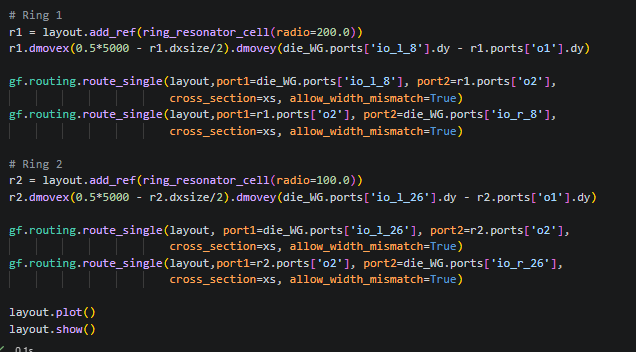 # Ring 1
r1 = layout.add_ref(ring_resonator_cell(radio=200.0))
r1.dmovex(0.5*5000 - r1.dxsize/2).dmovey(die_WG.ports['io_l_8'].dy - r1.ports['o1'].dy)
gf.routing.route_single(layout,port1=die_WG.ports['io_l_8'], port2=r1.ports['o2'],
cross_section=xs, allow_width_mismatch=True)
gf.routing.route_single(layout,port1=r1.ports['o2'], port2=die_WG.ports['io_r_8'],
cross_section=xs, allow_width_mismatch=True)
# Ring 2
r2 = layout.add_ref(ring_resonator_cell(radio=100.0))
r2.dmovex(0.5*5000 - r2.dxsize/2).dmovey(die_WG.ports['io_l_26'].dy - r2.ports['o1'].dy)
gf.routing.route_single(layout, port1=die_WG.ports['io_l_26'], port2=r2.ports['o2'],
cross_section=xs, allow_width_mismatch=True)
gf.routing.route_single(layout,port1=r2.ports['o2'], port2=die_WG.ports['io_r_26'],
cross_section=xs, allow_width_mismatch=True)
layout.plot()
layout.show()
0.1s